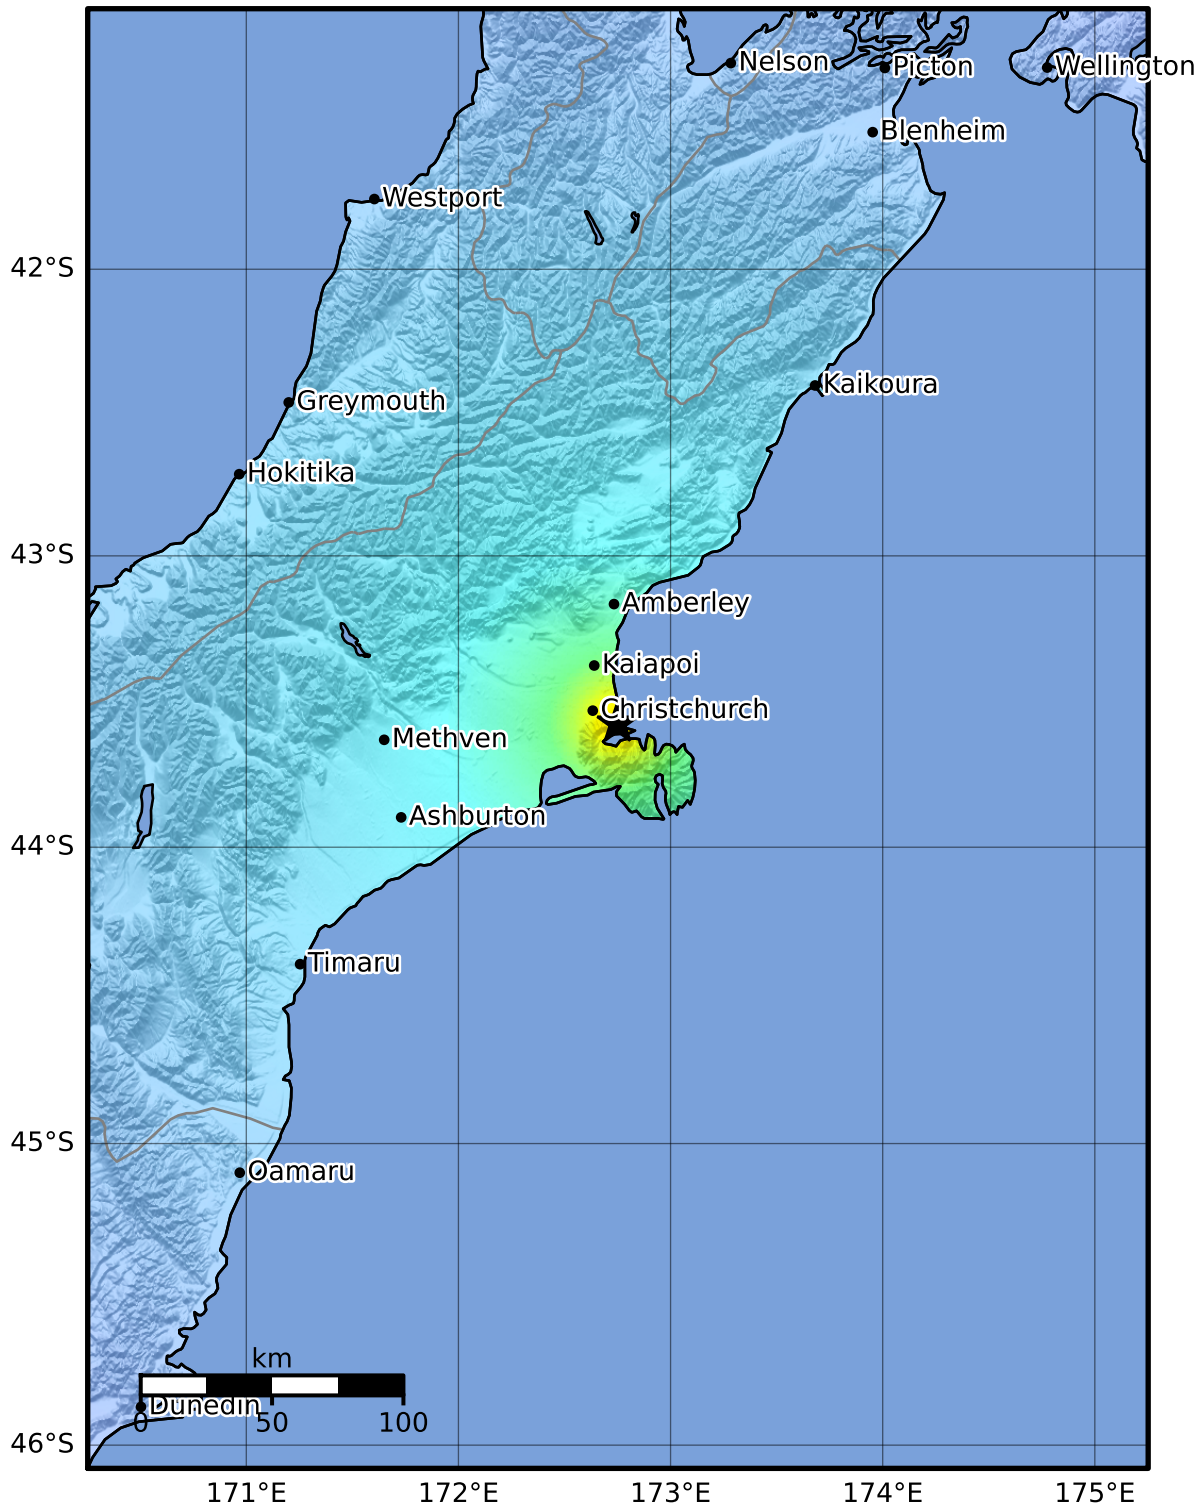 Nelson
Picton
Wellington
Blenheim
Westport
42°S
Kaikoura
Greymouth
Hokitika
43°S
Amberley
Kaiapoi
Christchurch
Methven
Ashburton
44°S
Timaru
45°S
Oamaru
km
Dunedin
0 50 100
46°S
171°E 172°E 173°E 174°E 175°E